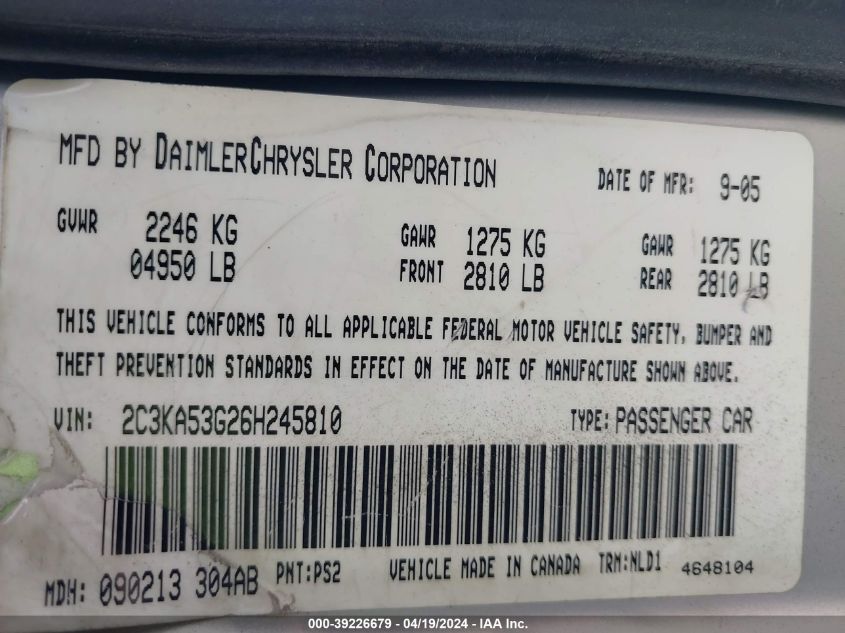 MFD BY DAIMLERCHRYSLER CORPORATION DATE OF MFR: 9-05
GVWR 2246 KG GAWR 1275 KG GAWR 1275 KG
04950 LB FRONT 2810 LB REAR 2810 LB
THIS VEHICLE CONFORMS TO ALL APPLICABLE FEDERAL MOTOR VEHICLE SAFETY, BUMPER AND
THEFT PREVENTION STANDARDS IN EFFECT ON THE DATE OF MANUFACTURE SHOWN ABOVE.
VIN: 2C3KA53G26H245810 TYPE: PASSENGER CAR
MDH: 090213 304AB PNT:PS2 VEHICLE MADE IN CANADA TRM:NLD1 4648104
000-39226679 / 04/19/2024 - IAA Inc.